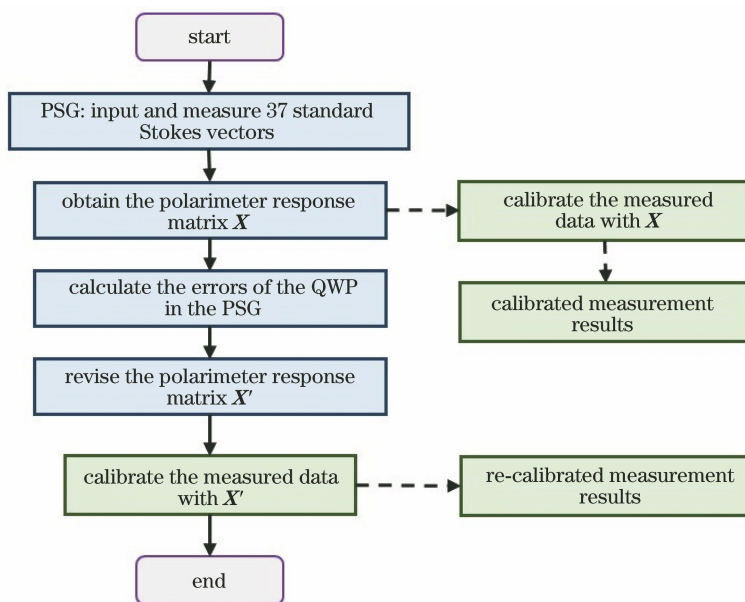 start
PSG: input and measure 37 standard
Stokes vectors
obtain the polarimeter response
matrix X
calibrate the measured
data with X
calculate the errors of the QWP
in the PSG
calibrated measurement
results
revise the polarimeter response
matrix X′
calibrate the measured data
with X′
re-calibrated measurement
results
end